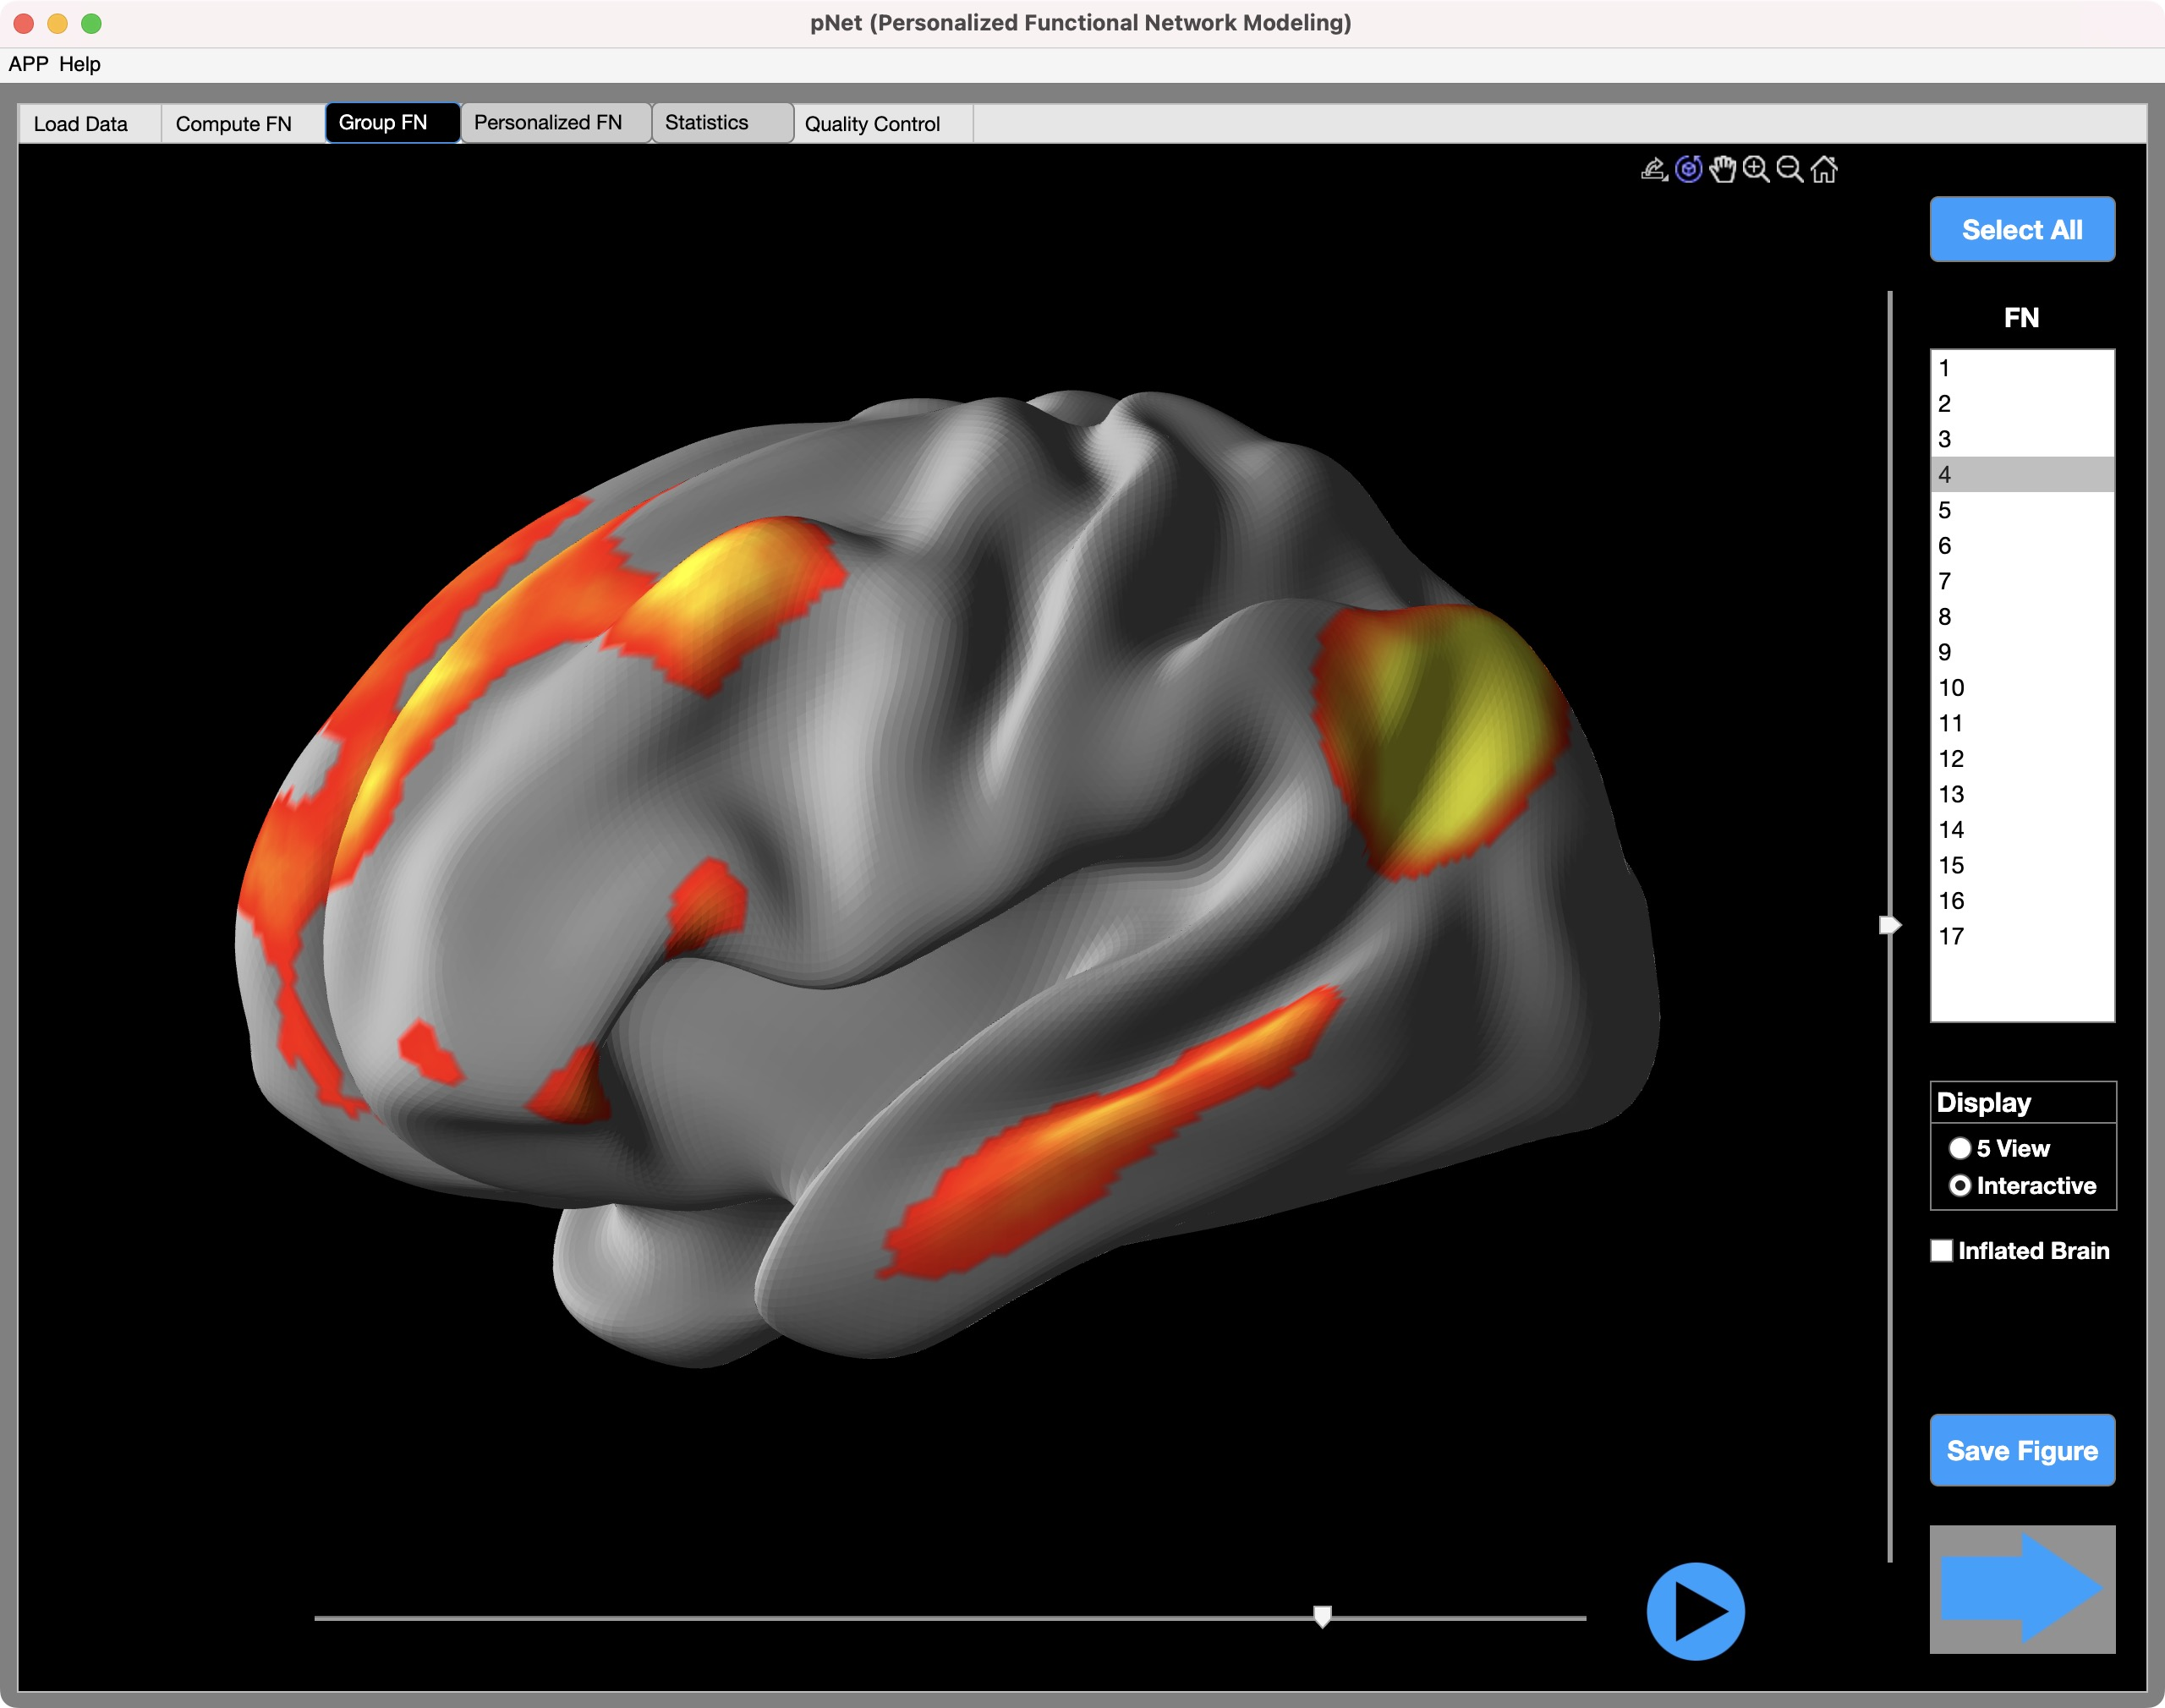 pNet (Personalized Functional Network Modeling)
APP Help
Load Data Compute FN Group FN Personalized FN Statistics Quality Control
Select All
FN
1
2
3
4
5
6
7
8
9
10
11
12
13
14
15
16
17
Display
5 View
Interactive
Inflated Brain
Save Figure